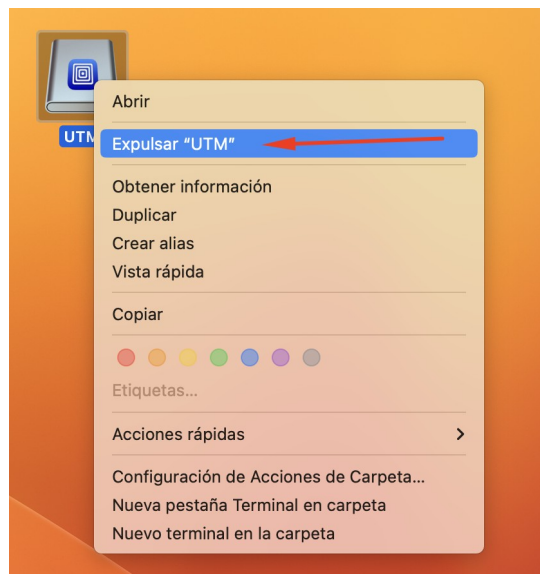 UTM
Abrir
Expulsar “UTM”
Obtener información
Duplicar
Crear alias
Vista rápida
Copiar
Etiquetas...
Acciones rápidas
Configuración de Acciones de Carpeta...
Nueva pestaña Terminal en carpeta
Nuevo terminal en la carpeta